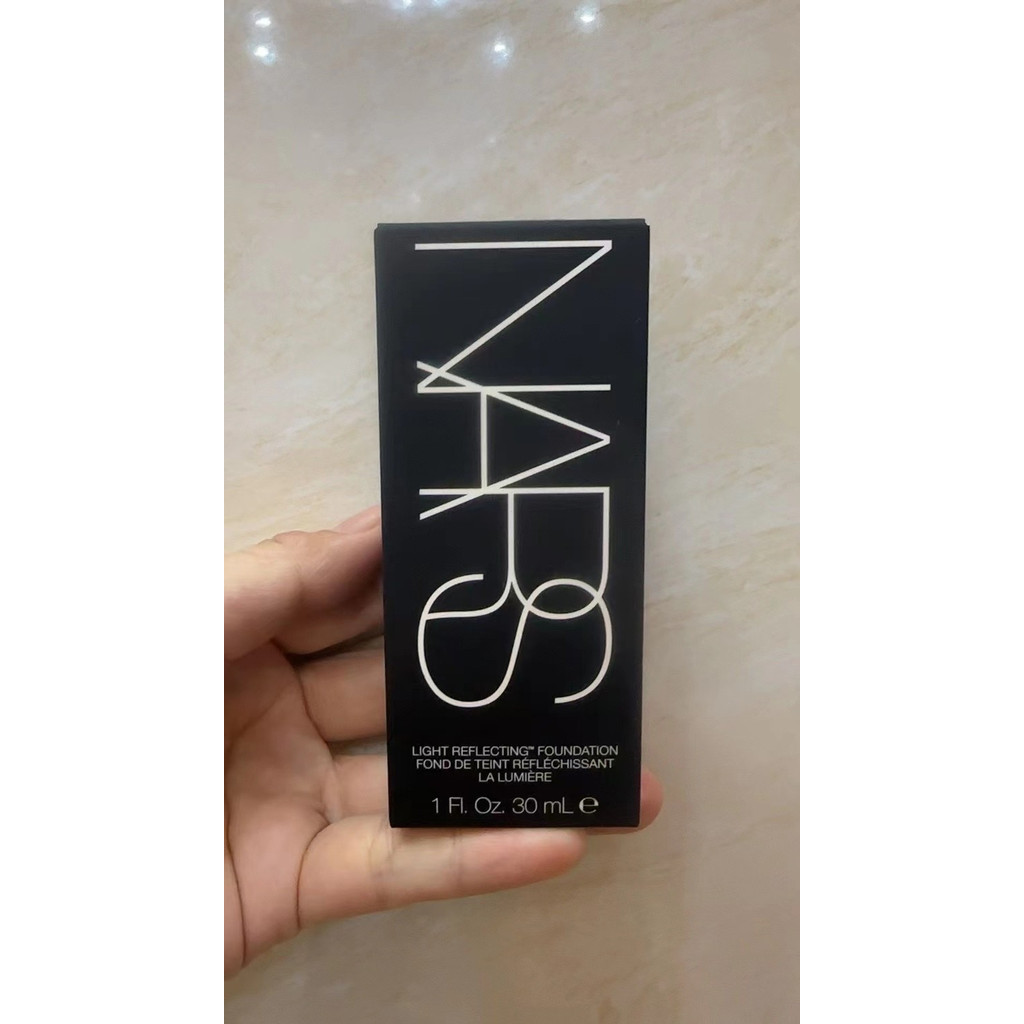 NARS
LIGHT REFLECTING™ FOUNDATION
FOND DE TEINT RÉFLÉCHISSANT
LA LUMIÈRE
1 Fl. Oz. 30 mL ℮